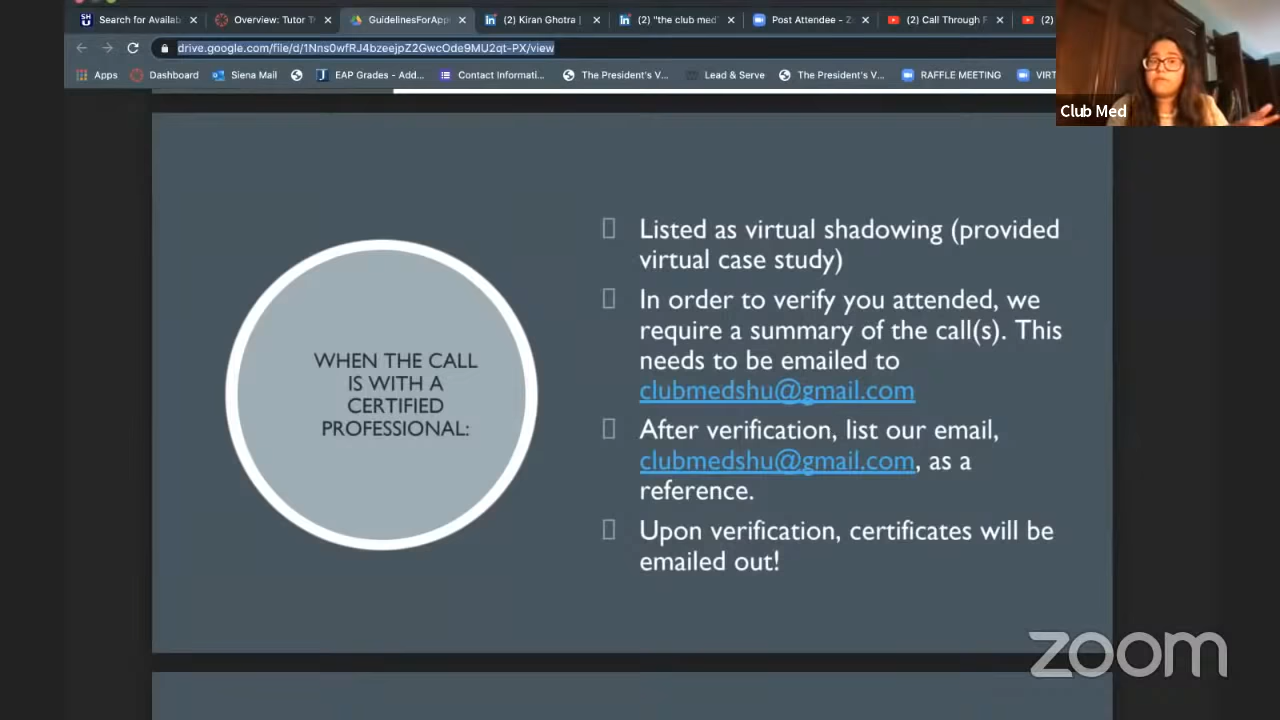 SH
U
Search for Availab
Overview: Tutor T
GuidelinesForApp
(2) Kiran Ghotra |
(2) "the club med"
Post Attendee - Z
(2) Call Through F
(2)
drive.google.com/file/d/1Nns0wfRJ4bzeejpZ2GwcOde9MU2qt-PX/view
Apps
Dashboard
Siena Mail
EAP Grades - Add...
Contact Informati...
The President's V...
Lead & Serve
The President's V...
RAFFLE MEETING
VIRT
Club Med
WHEN THE CALL
IS WITH A
CERTIFIED
PROFESSIONAL:
Listed as virtual shadowing (provided
virtual case study)
In order to verify you attended, we
require a summary of the call(s). This
needs to be emailed to
clubmedshu@gmail.com
After verification, list our email,
clubmedshu@gmail.com, as a
reference.
Upon verification, certificates will be
emailed out!
zoom